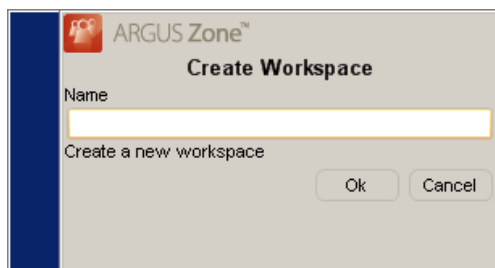 ARGUS Zone™
Create Workspace
Name
Create a new workspace
Ok Cancel